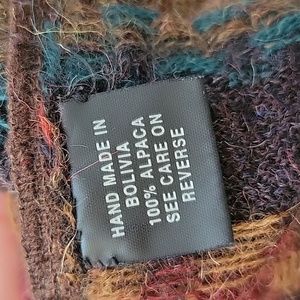 HAND MADE IN
BOLIVIA
100% ALPACA
SEE CARE ON
REVERSE